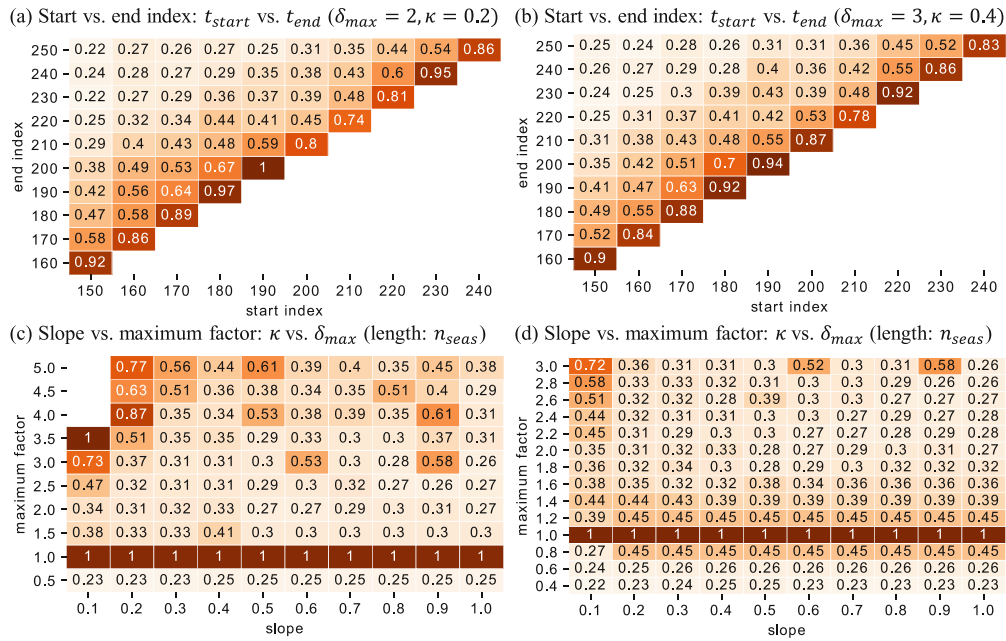 (a) Start vs. end index: t_start vs. t_end (δ_max = 2, κ = 0.2)
250 0.22 0.27 0.26 0.27 0.25 0.31 0.35 0.44 0.54 0.86
240 0.24 0.28 0.27 0.29 0.35 0.38 0.43 0.6 0.95
230 0.22 0.27 0.29 0.36 0.37 0.39 0.48 0.81
220 0.25 0.32 0.34 0.44 0.41 0.45 0.74
210 0.29 0.4 0.43 0.48 0.59 0.8
200 0.38 0.49 0.53 0.67 1
190 0.42 0.56 0.64 0.97
180 0.47 0.58 0.89
170 0.58 0.86
160 0.92
end index
150 160 170 180 190 200 210 220 230 240
start index
(b) Start vs. end index: t_start vs. t_end (δ_max = 3, κ = 0.4)
250 0.25 0.24 0.28 0.26 0.31 0.31 0.36 0.45 0.52 0.83
240 0.26 0.27 0.29 0.28 0.4 0.36 0.42 0.55 0.86
230 0.24 0.25 0.3 0.39 0.43 0.39 0.48 0.92
220 0.25 0.31 0.37 0.41 0.42 0.53 0.78
210 0.31 0.38 0.43 0.48 0.55 0.87
200 0.35 0.42 0.51 0.7 0.94
190 0.41 0.47 0.63 0.92
180 0.49 0.55 0.88
170 0.52 0.84
160 0.9
end index
150 160 170 180 190 200 210 220 230 240
start index
(c) Slope vs. maximum factor: κ vs. δ_max (length: n_seas)
5.0 0.77 0.56 0.44 0.61 0.39 0.4 0.35 0.45 0.38
4.5 0.63 0.51 0.36 0.38 0.34 0.35 0.51 0.4 0.29
4.0 0.87 0.35 0.34 0.53 0.38 0.39 0.35 0.61 0.31
3.5 1 0.51 0.35 0.35 0.29 0.33 0.3 0.3 0.37 0.31
3.0 0.73 0.37 0.31 0.31 0.3 0.53 0.3 0.28 0.58 0.26
2.5 0.47 0.32 0.31 0.31 0.29 0.32 0.3 0.27 0.26 0.27
2.0 0.34 0.31 0.32 0.33 0.27 0.27 0.29 0.3 0.31 0.27
1.5 0.38 0.33 0.33 0.41 0.3 0.3 0.3 0.3 0.3 0.3
1.0 1 1 1 1 1 1 1 1 1 1
0.5 0.23 0.23 0.23 0.25 0.25 0.25 0.25 0.25 0.25 0.25
maximum factor
0.1 0.2 0.3 0.4 0.5 0.6 0.7 0.8 0.9 1.0
slope
(d) Slope vs. maximum factor: κ vs. δ_max (length: n_seas)
3.0 0.72 0.36 0.31 0.31 0.3 0.52 0.3 0.31 0.58 0.26
2.8 0.58 0.33 0.33 0.32 0.31 0.3 0.3 0.29 0.26 0.26
2.6 0.51 0.32 0.32 0.28 0.39 0.3 0.3 0.27 0.27 0.27
2.4 0.44 0.32 0.31 0.31 0.3 0.3 0.27 0.27 0.28 0.27
2.2 0.45 0.31 0.29 0.3 0.3 0.27 0.27 0.28 0.29 0.28
2.0 0.35 0.31 0.32 0.33 0.28 0.27 0.29 0.3 0.31 0.27
1.8 0.36 0.32 0.34 0.3 0.28 0.29 0.3 0.32 0.32 0.32
1.6 0.38 0.35 0.32 0.32 0.38 0.34 0.36 0.36 0.36 0.36
1.4 0.44 0.44 0.43 0.39 0.39 0.39 0.39 0.39 0.39 0.39
1.2 0.39 0.45 0.45 0.45 0.45 0.45 0.45 0.45 0.45 0.45
1.0 1 1 1 1 1 1 1 1 1 1
0.8 0.27 0.45 0.45 0.45 0.45 0.45 0.45 0.45 0.45 0.45
0.6 0.24 0.25 0.26 0.26 0.26 0.26 0.26 0.26 0.26 0.26
0.4 0.22 0.23 0.24 0.25 0.23 0.23 0.23 0.23 0.23 0.23
maximum factor
0.1 0.2 0.3 0.4 0.5 0.6 0.7 0.8 0.9 1.0
slope